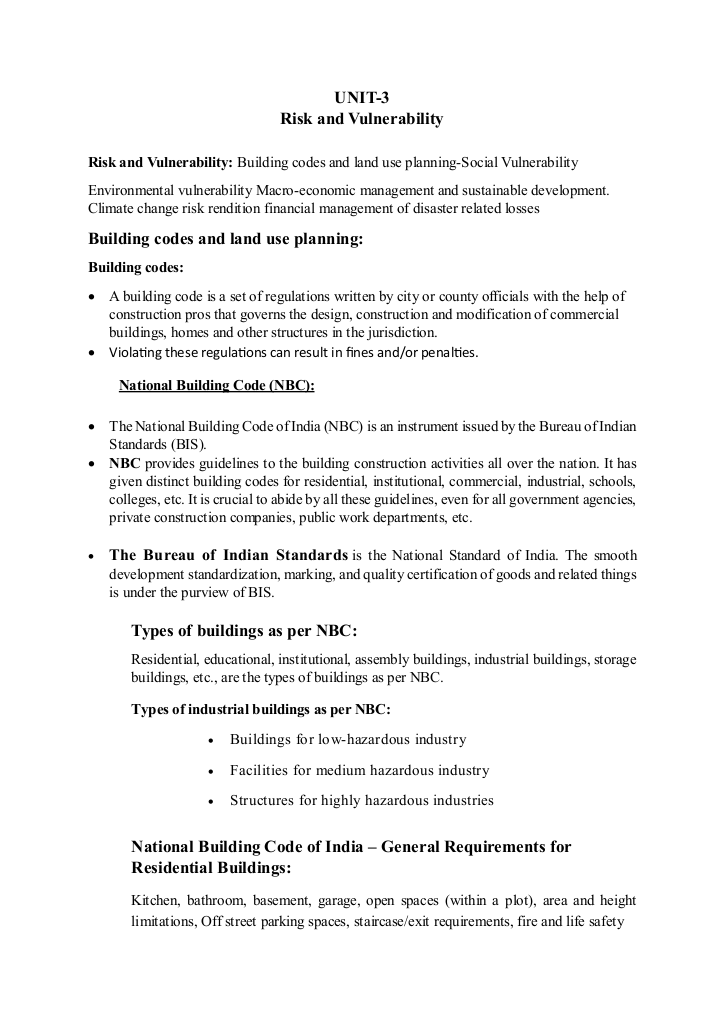 UNIT-3
Risk and Vulnerability
Risk and Vulnerability: Building codes and land use planning-Social Vulnerability
Environmental vulnerability Macro-economic management and sustainable development.
Climate change risk rendition financial management of disaster related losses
Building codes and land use planning:
Building codes:
• A building code is a set of regulations written by city or county officials with the help of
construction pros that governs the design, construction and modification of commercial
buildings, homes and other structures in the jurisdiction.
• Violating these regulations can result in fines and/or penalties.
National Building Code (NBC):
• The National Building Code of India (NBC) is an instrument issued by the Bureau of Indian
Standards (BIS).
• NBC provides guidelines to the building construction activities all over the nation. It has
given distinct building codes for residential, institutional, commercial, industrial, schools,
colleges, etc. It is crucial to abide by all these guidelines, even for all government agencies,
private construction companies, public work departments, etc.
• The Bureau of Indian Standards is the National Standard of India. The smooth
development standardization, marking, and quality certification of goods and related things
is under the purview of BIS.
Types of buildings as per NBC:
Residential, educational, institutional, assembly buildings, industrial buildings, storage
buildings, etc., are the types of buildings as per NBC.
Types of industrial buildings as per NBC:
• Buildings for low-hazardous industry
• Facilities for medium hazardous industry
• Structures for highly hazardous industries
National Building Code of India – General Requirements for
Residential Buildings:
Kitchen, bathroom, basement, garage, open spaces (within a plot), area and height
limitations, Off street parking spaces, staircase/exit requirements, fire and life safety